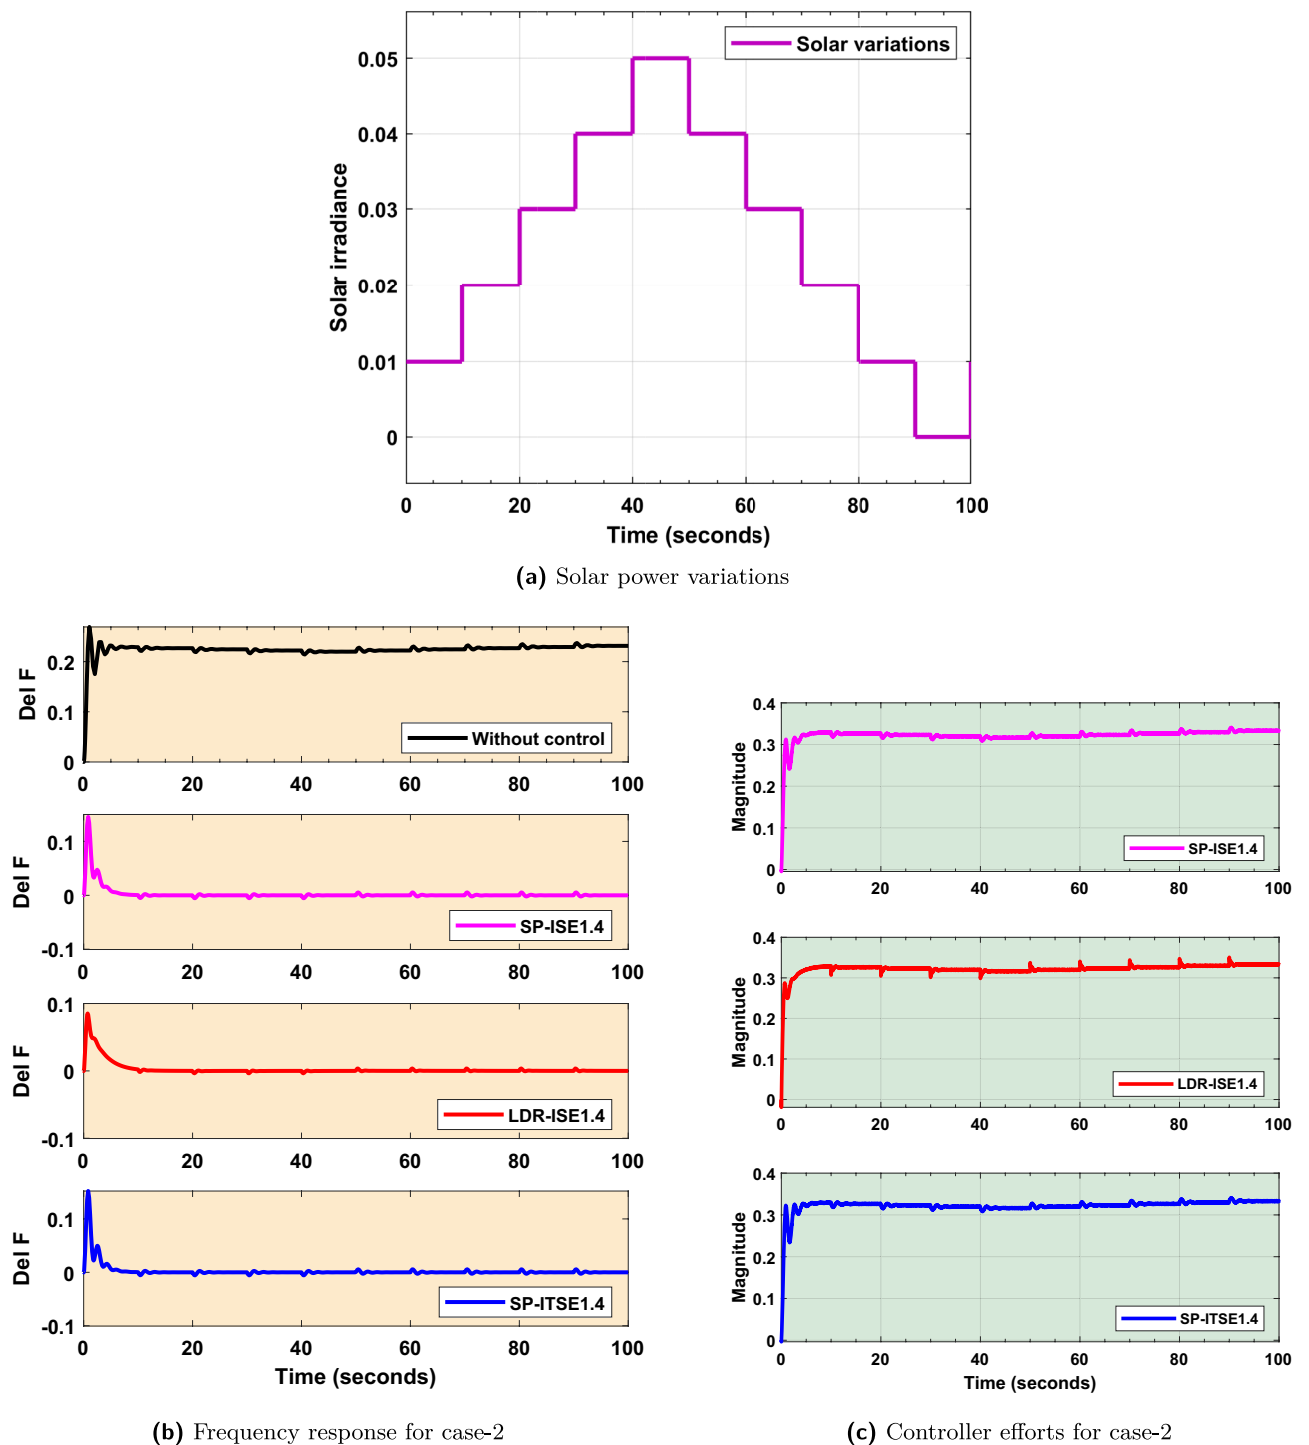 Solar variations
0.05
0.04
0.03
0.02
0.01
0
Solar irradiance
0 20 40 60 80 100
Time (seconds)
(a) Solar power variations
0.2
0.1
0
Del F
Without control
0 20 40 60 80 100
0.1
0
-0.1
Del F
SP-ISE1.4
0 20 40 60 80 100
0.1
0
-0.1
Del F
LDR-ISE1.4
0 20 40 60 80 100
0.1
0
-0.1
Del F
SP-ITSE1.4
0 20 40 60 80 100
Time (seconds)
(b) Frequency response for case-2
0.4
0.3
0.2
0.1
0
Magnitude
SP-ISE1.4
0 20 40 60 80 100
0.4
0.3
0.2
0.1
0
Magnitude
LDR-ISE1.4
0 20 40 60 80 100
0.4
0.3
0.2
0.1
0
Magnitude
SP-ITSE1.4
0 20 40 60 80 100
Time (seconds)
(c) Controller efforts for case-2